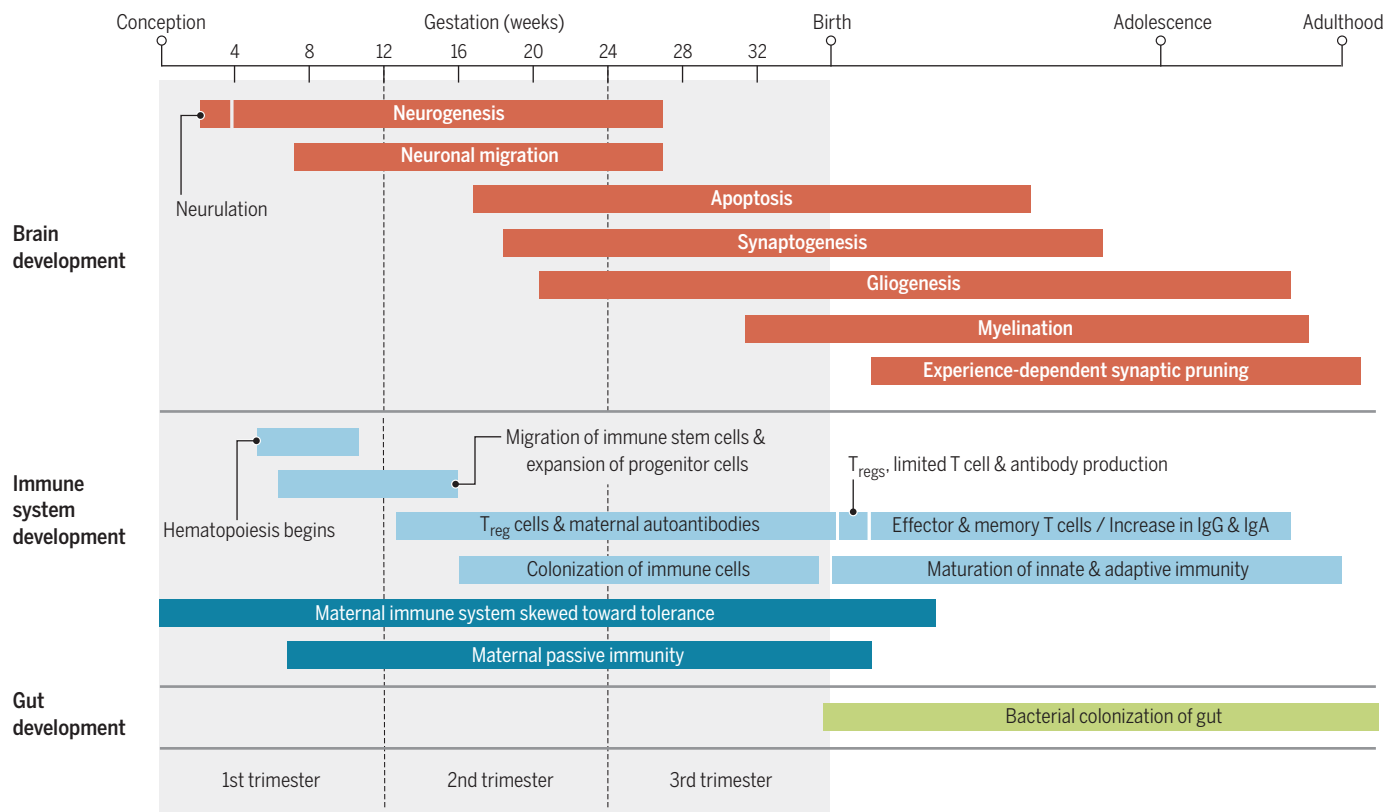 Conception
Gestation (weeks)
Birth
Adolescence
Adulthood
4
8
12
16
20
24
28
32
Brain
development
Neurogenesis
Neuronal migration
Neurulation
Apoptosis
Synaptogenesis
Gliogenesis
Myelination
Experience-dependent synaptic pruning
Immune
system
development
Hematopoiesis begins
Migration of immune stem cells &
expansion of progenitor cells
Tregs, limited T cell & antibody production
Treg cells & maternal autoantibodies
Effector & memory T cells / Increase in IgG & IgA
Colonization of immune cells
Maturation of innate & adaptive immunity
Maternal immune system skewed toward tolerance
Maternal passive immunity
Gut
development
Bacterial colonization of gut
1st trimester
2nd trimester
3rd trimester